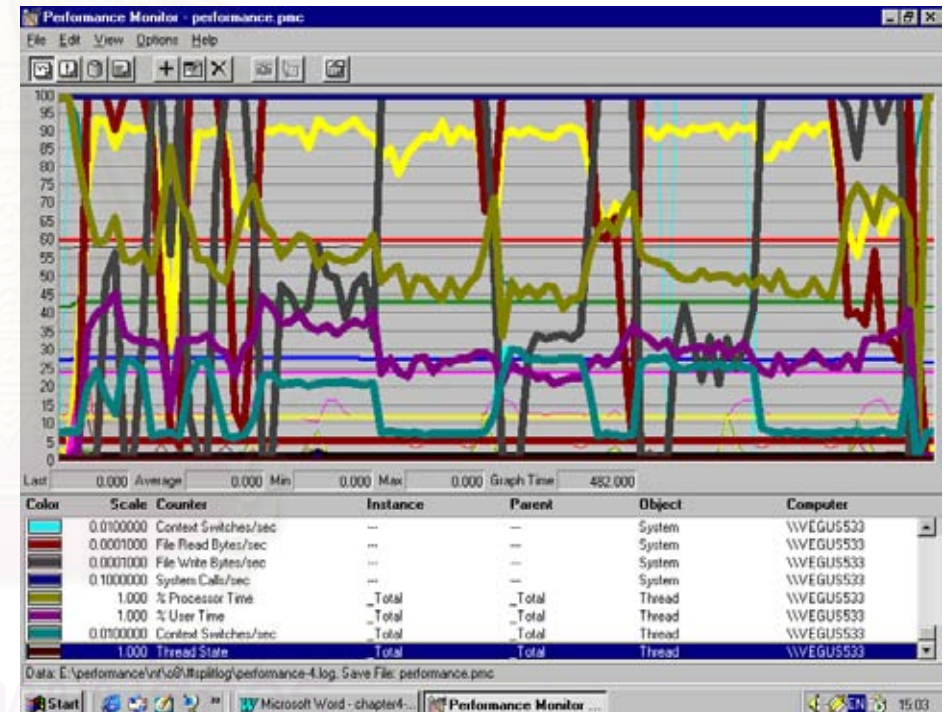 Performance Monitor - performance.pmc
File Edit View Options Help
100
95
90
85
80
75
70
65
60
55
50
45
40
35
30
25
20
15
10
5
0
Last 0.000 Average 0.000 Min 0.000 Max 0.000 Graph Time 482.000
Color Scale Counter Instance Parent Object Computer
0.0100000 Context Switches/sec --- --- System \\VEGUS533
0.0001000 File Read Bytes/sec --- --- System \\VEGUS533
0.0001000 File Write Bytes/sec --- --- System \\VEGUS533
0.1000000 System Calls/sec --- --- System \\VEGUS533
1.000 % Processor Time _Total _Total Thread \\VEGUS533
1.000 % User Time _Total _Total Thread \\VEGUS533
0.0100000 Context Switches/sec _Total _Total Thread \\VEGUS533
1.000 Thread State _Total _Total Thread \\VEGUS533
Data: Save File: performance.pmc
Start Microsoft Word - chapter4-... Performance Monitor ... EN 15:03